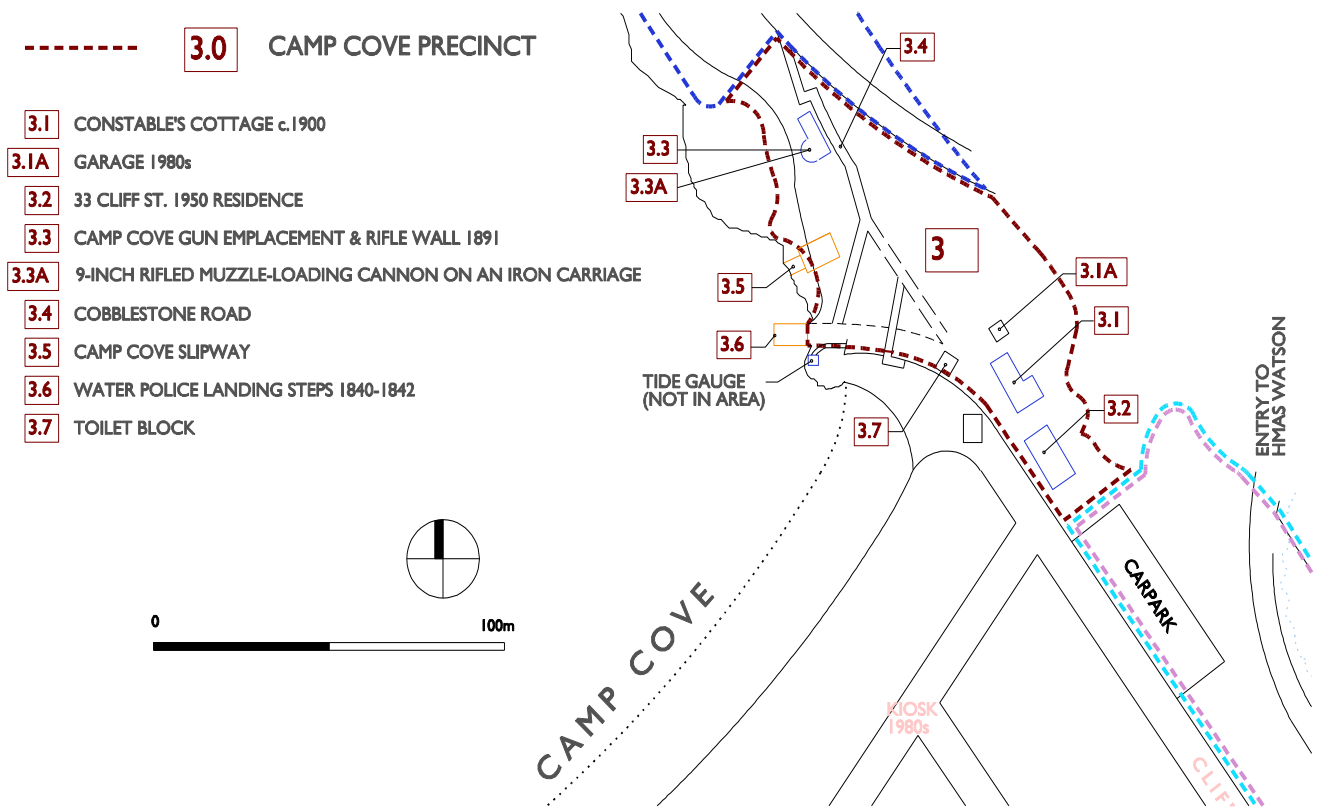 3.0 CAMP COVE PRECINCT
3.1 CONSTABLE'S COTTAGE c.1900
3.1A GARAGE 1980s
3.2 33 CLIFF ST. 1950 RESIDENCE
3.3 CAMP COVE GUN EMPLACEMENT & RIFLE WALL 1891
3.3A 9-INCH RIFLED MUZZLE-LOADING CANNON ON AN IRON CARRIAGE
3.4 COBBLESTONE ROAD
3.5 CAMP COVE SLIPWAY
3.6 WATER POLICE LANDING STEPS 1840-1842
3.7 TOILET BLOCK
0 100m
3.4
3.3
3.3A
3
3.1A
3.5
3.1
3.6
TIDE GAUGE
(NOT IN AREA)
3.2
3.7
ENTRY TO
HMAS WATSON
CARPARK
CAMP COVE
KIOSK
1980s